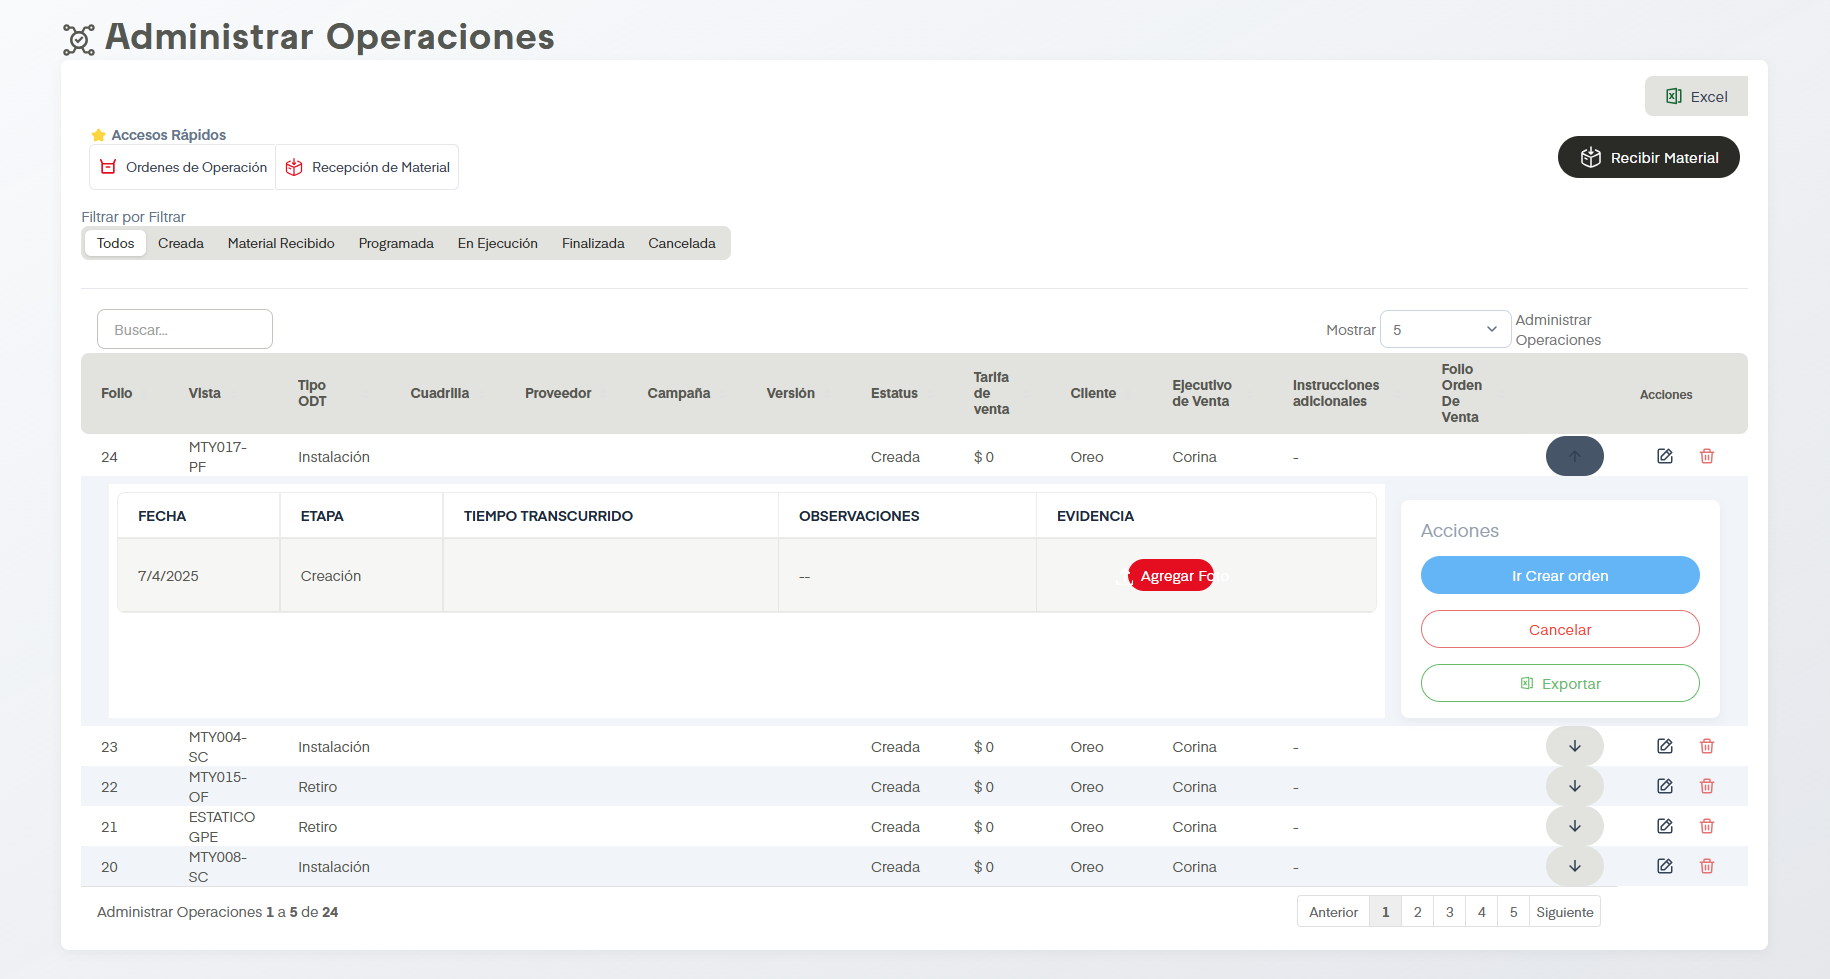 Administrar Operaciones
Excel
Accesos Rápidos
Ordenes de Operación
Recepción de Material
Recibir Material
Filtrar por Filtrar
Todos Creada Material Recibido Programada En Ejecución Finalizada Cancelada
Buscar...
Mostrar 5 Administrar
Operaciones
Folio Vista Tipo ODT Cuadrilla Proveedor Campaña Versión Estatus Tarifa de venta Cliente Ejecutivo de Venta Instrucciones adicionales Folio Orden De Venta Acciones
24 MTY017-PF Instalación Creada $ 0 Oreo Corina -
FECHA ETAPA TIEMPO TRANSCURRIDO OBSERVACIONES EVIDENCIA
7/4/2025 Creación -- Agregar Foto
Acciones
Ir Crear orden
Cancelar
Exportar
23 MTY004-SC Instalación Creada $ 0 Oreo Corina -
22 MTY015-OF Retiro Creada $ 0 Oreo Corina -
21 ESTATICO GPE Retiro Creada $ 0 Oreo Corina -
20 MTY008-SC Instalación Creada $ 0 Oreo Corina -
Administrar Operaciones 1 a 5 de 24
Anterior 1 2 3 4 5 Siguiente